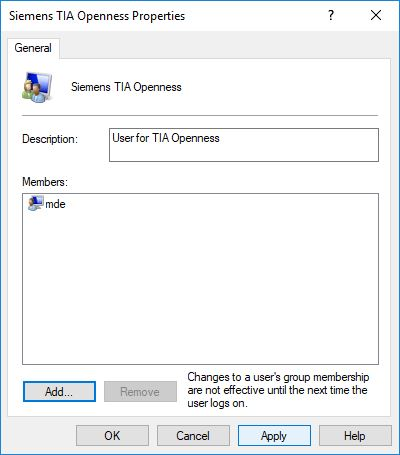 Siemens TIA Openness Properties
?
General
Siemens TIA Openness
Description:
User for TIA Openness
Members:
mde
Add...
Remove
Changes to a user's group membership
are not effective until the next time the
user logs on.
OK
Cancel
Apply
Help